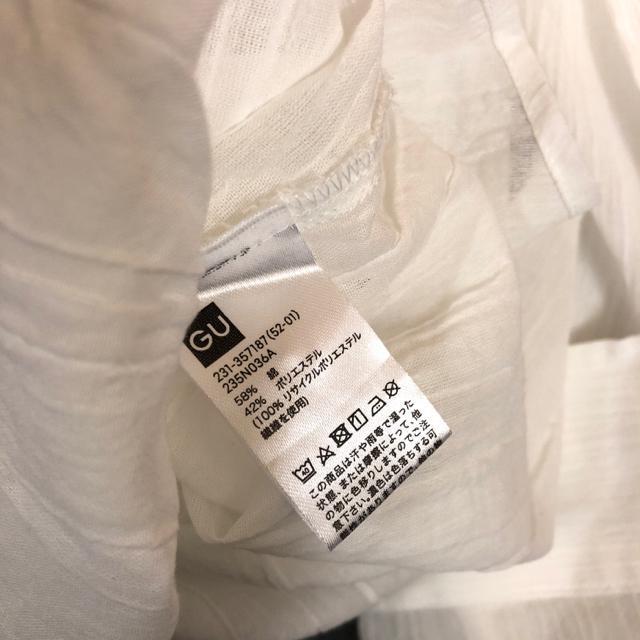 GU
231-357187(52-01)
235N036A
58% 綿
42% ポリエステル
(100% リサイクルポリエステル
繊維を使用)
この商品は汗や雨等で湿った
状態、または摩擦によって、他
の物に色移りしますのでご注
意下さい。濃色は色落ちする可